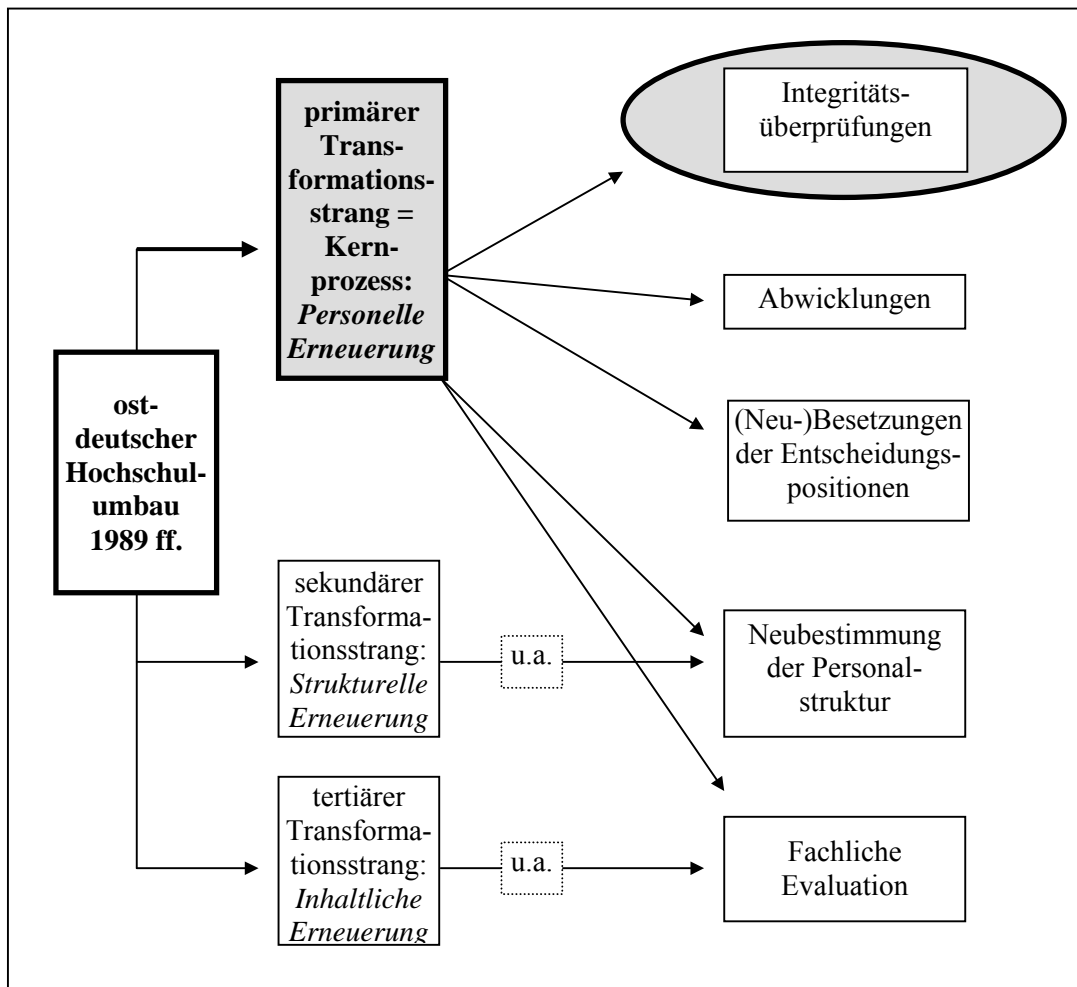 ost-
deutscher
Hochschul-
umbau
1989 ff.
primärer
Trans-
formations-
strang =
Kern-
prozess:
Personelle
Erneuerung
sekundärer
Transforma-
tionsstrang:
Strukturelle
Erneuerung
tertiärer
Transforma-
tionsstrang:
Inhaltliche
Erneuerung
u.a.
u.a.
Integritäts-
überprüfungen
Abwicklungen
(Neu-)Besetzungen
der Entscheidungs-
positionen
Neubestimmung
der Personal-
struktur
Fachliche
Evaluation